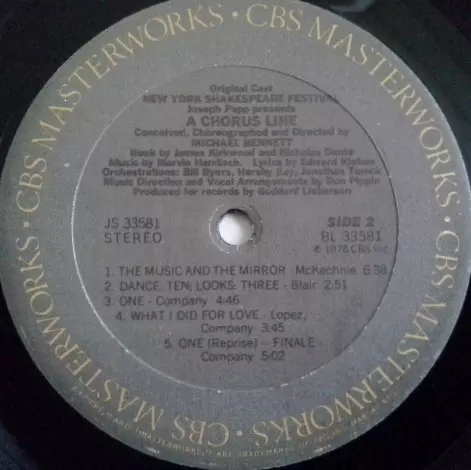 CBS MASTERWORKS · CBS MASTERWORKS · CBS MASTERWORKS · CBS MASTERWORKS ·
Original Cast
NEW YORK SHAKESPEARE FESTIVAL
Joseph Papp presents
A CHORUS LINE
Conceived, Choreographed and Directed by
MICHAEL BENNETT
Book by James Kirkwood and Nicholas Dante
Music by Marvin Hamlisch. Lyrics by Edward Kleban
Orchestrations: Bill Byers, Hershy Kay, Jonathan Tunick
Music Direction and Vocal Arrangements by Don Pippin
Produced for records by Goddard Lieberson
JS 33581 SIDE 2
STEREO BL 33581
℗ 1975 CBS Inc.
1. THE MUSIC AND THE MIRROR - McKechnie 6:38
2. DANCE: TEN; LOOKS: THREE - Blair 2:51
3. ONE - Company 4:46
4. WHAT I DID FOR LOVE - Lopez,
Company 3:45
5. ONE (Reprise) - FINALE -
Company 5:02